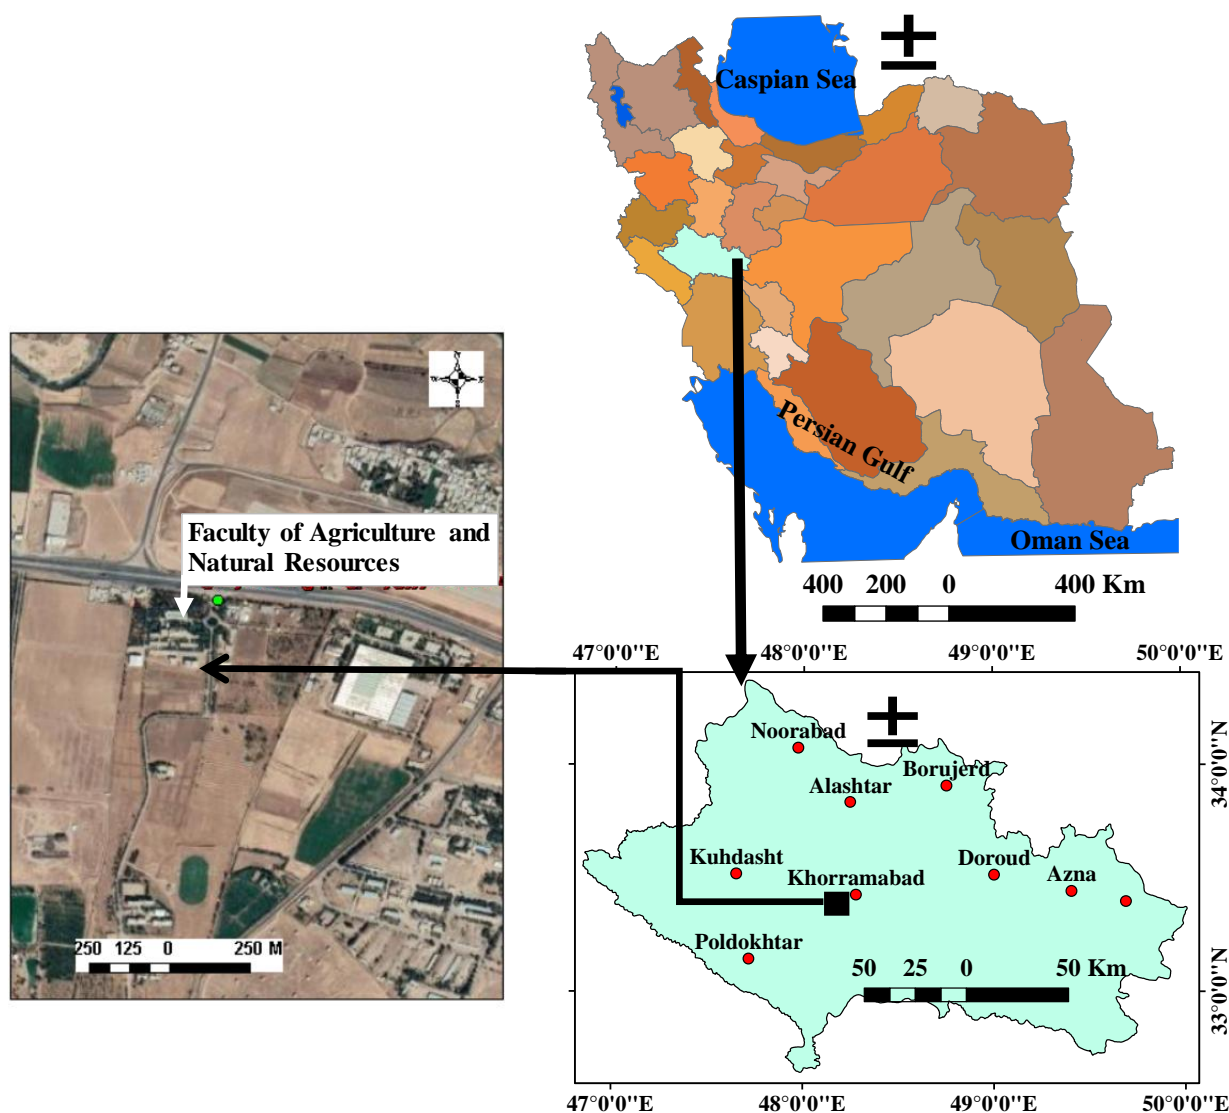 Caspian Sea
Persian Gulf
Oman Sea
400 200 0 400 Km
Faculty of Agriculture and
Natural Resources
250 125 0 250 M
47°0'0"E 48°0'0"E 49°0'0"E 50°0'0"E
Noorabad
Borujerd
Alashtar
34°0'0"N
Kuhdasht
Doroud
Khorramabad
Azna
Poldokhtar
50 25 0 50 Km
33°0'0"N
47°0'0"E 48°0'0"E 49°0'0"E 50°0'0"E